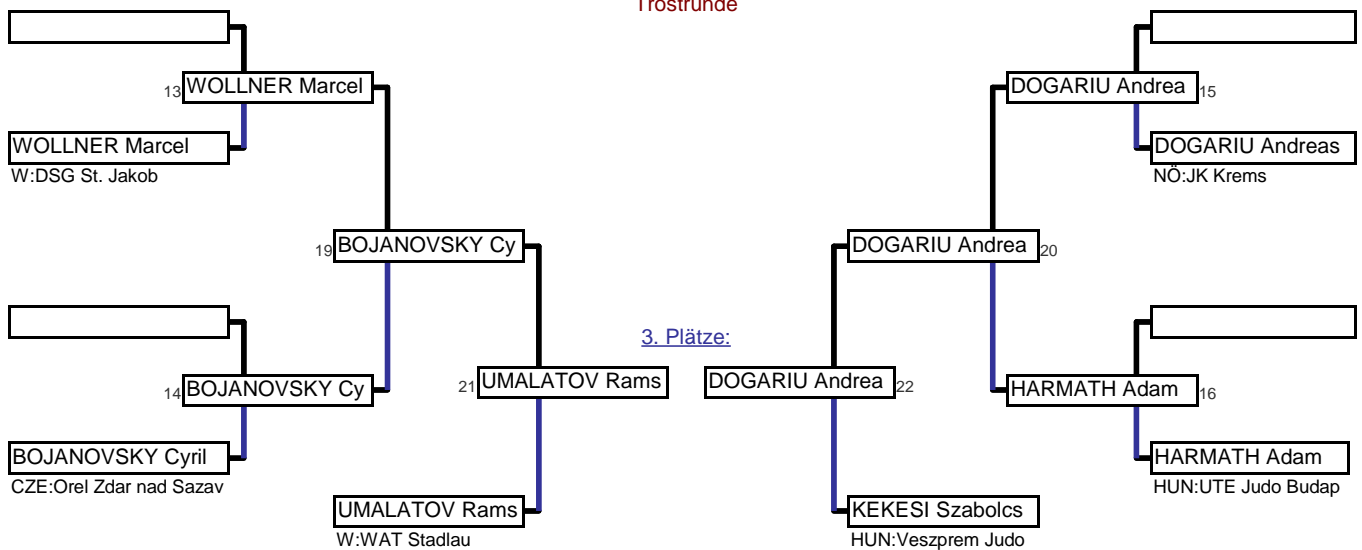 Trostrunde
13 WOLLNER Marcel
DOGARIU Andrea 15
WOLLNER Marcel
W:DSG St. Jakob
DOGARIU Andreas
NÖ:JK Krems
19 BOJANOVSKY Cy
DOGARIU Andrea 20
3. Plätze:
14 BOJANOVSKY Cy
21 UMALATOV Rams
DOGARIU Andrea 22
HARMATH Adam 16
BOJANOVSKY Cyril
CZE:Orel Zdar nad Sazav
HARMATH Adam
HUN:UTE Judo Budap
UMALATOV Rams
W:WAT Stadlau
KEKESI Szabolcs
HUN:Veszprem Judo